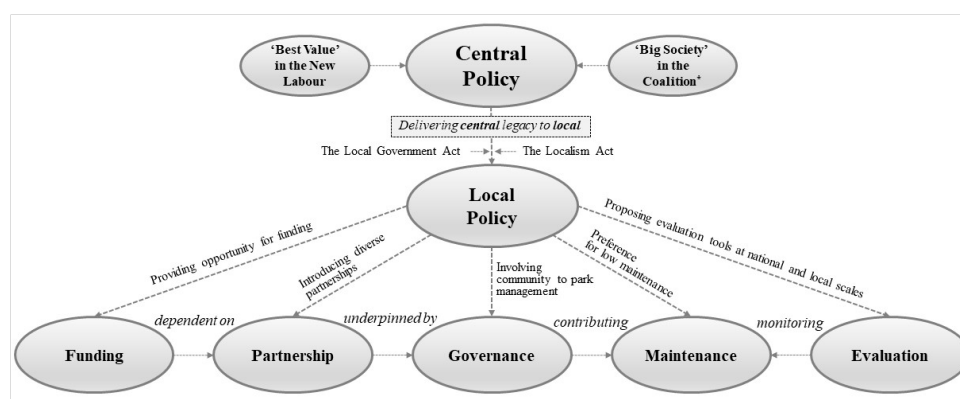 ‘Best Value’
in the New
Labour
Central
Policy
‘Big Society’
in the
Coalition*
Delivering central legacy to local
The Local Government Act
The Localism Act
Local
Policy
Providing opportunity for funding
Introducing diverse
partnerships
Involving
community to park
management
Preference
for low maintenance
Proposing evaluation tools at national and local scales
dependent on
underpinned by
contributing
monitoring
Funding
Partnership
Governance
Maintenance
Evaluation